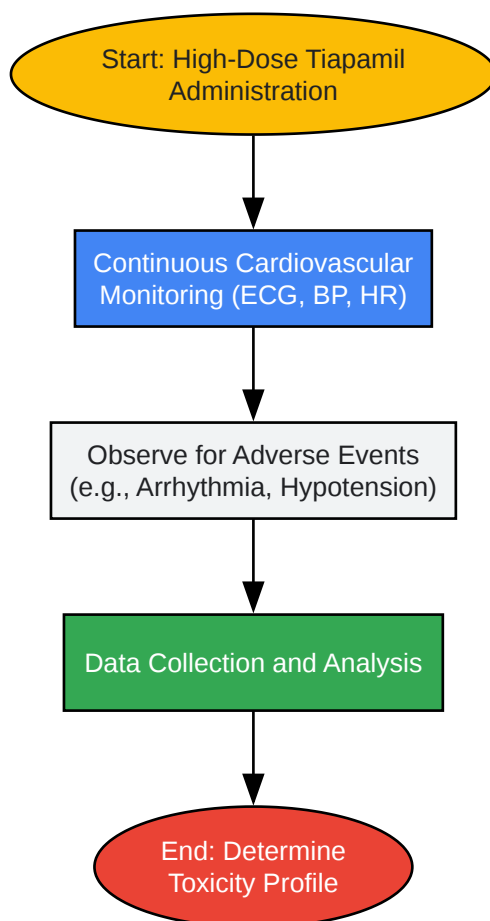 Start: High-Dose Tiapamil
Administration
Continuous Cardiovascular
Monitoring (ECG, BP, HR)
Observe for Adverse Events
(e.g., Arrhythmia, Hypotension)
Data Collection and Analysis
End: Determine
Toxicity Profile